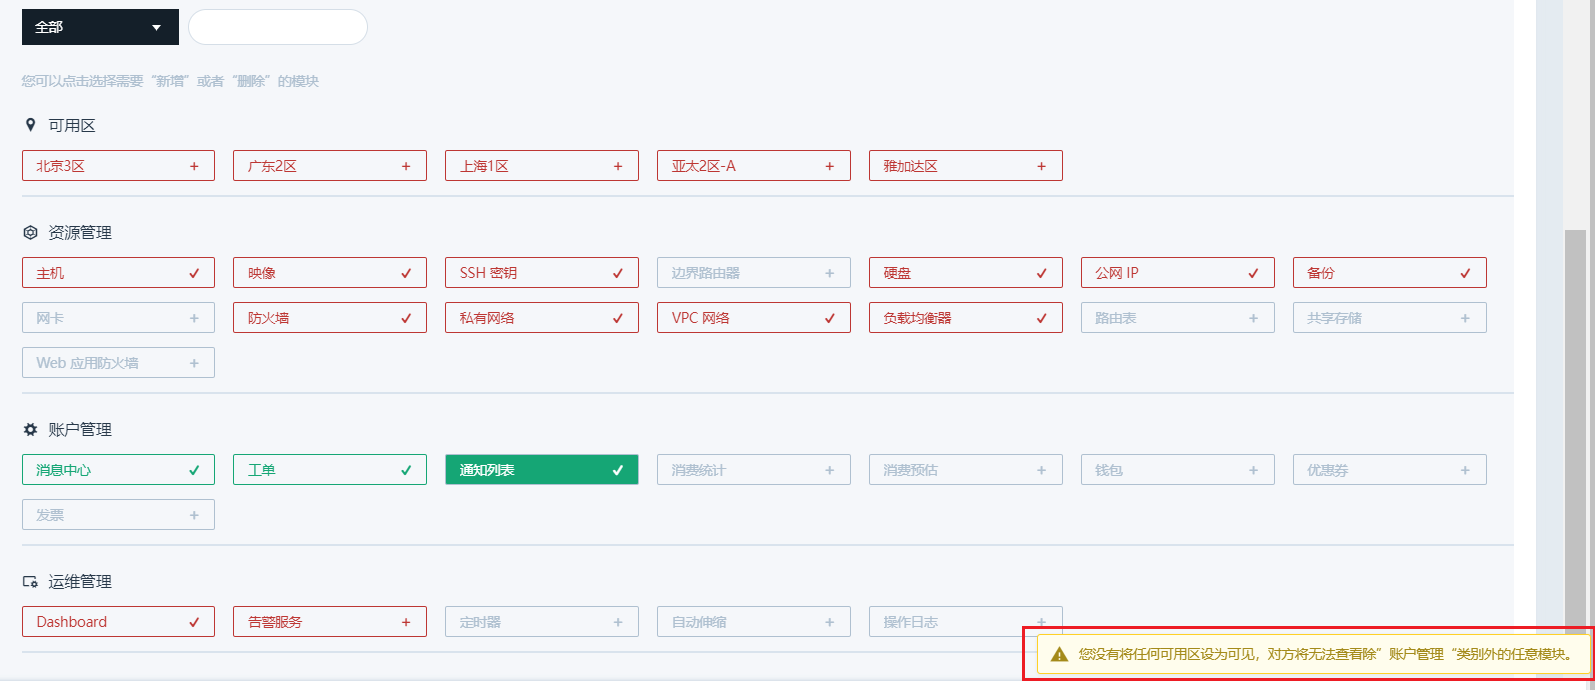 全部
您可以点击选择需要“新增”或者“删除”的模块
可用区
北京3区 +
广东2区 +
上海1区 +
亚太2区-A +
雅加达区 +
资源管理
主机
映像
SSH 密钥
边界路由器 +
硬盘
公网 IP
备份
网卡 +
防火墙
私有网络
VPC 网络
负载均衡器
路由表 +
共享存储 +
Web 应用防火墙 +
账户管理
消息中心
工单
通知列表
消费统计 +
消费预估 +
钱包 +
优惠券 +
发票 +
运维管理
Dashboard
告警服务 +
定时器 +
自动伸缩 +
操作日志 +
您没有将任何可用区设为可见，对方将无法查看除”账户管理“类别外的任意模块。